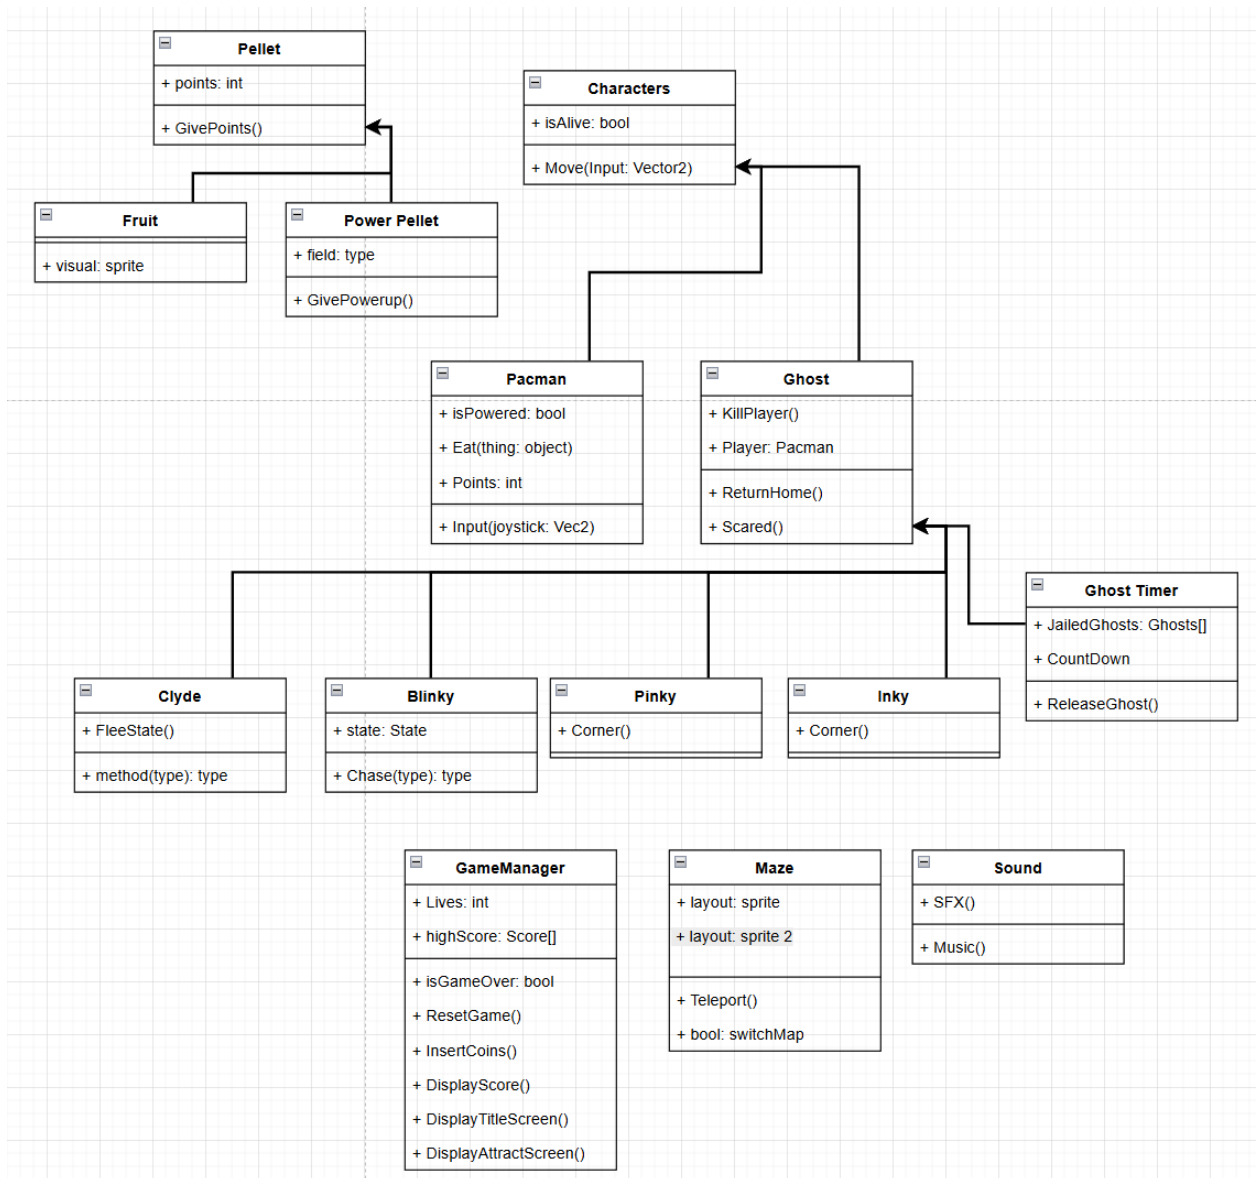 Pellet
+ points: int
+ GivePoints()
Characters
+ isAlive: bool
+ Move(Input: Vector2)
Fruit
+ visual: sprite
Power Pellet
+ field: type
+ GivePowerup()
Pacman
+ isPowered: bool
+ Eat(thing: object)
+ Points: int
+ Input(joystick: Vec2)
Ghost
+ KillPlayer()
+ Player: Pacman
+ ReturnHome()
+ Scared()
Ghost Timer
+ JailedGhosts: Ghosts[]
+ CountDown
+ ReleaseGhost()
Clyde
+ FleeState()
+ method(type): type
Blinky
+ state: State
+ Chase(type): type
Pinky
+ Corner()
Inky
+ Corner()
GameManager
+ Lives: int
+ highScore: Score[]
+ isGameOver: bool
+ ResetGame()
+ InsertCoins()
+ DisplayScore()
+ DisplayTitleScreen()
+ DisplayAttractScreen()
Maze
+ layout: sprite
+ layout: sprite 2
+ Teleport()
+ bool: switchMap
Sound
+ SFX()
+ Music()